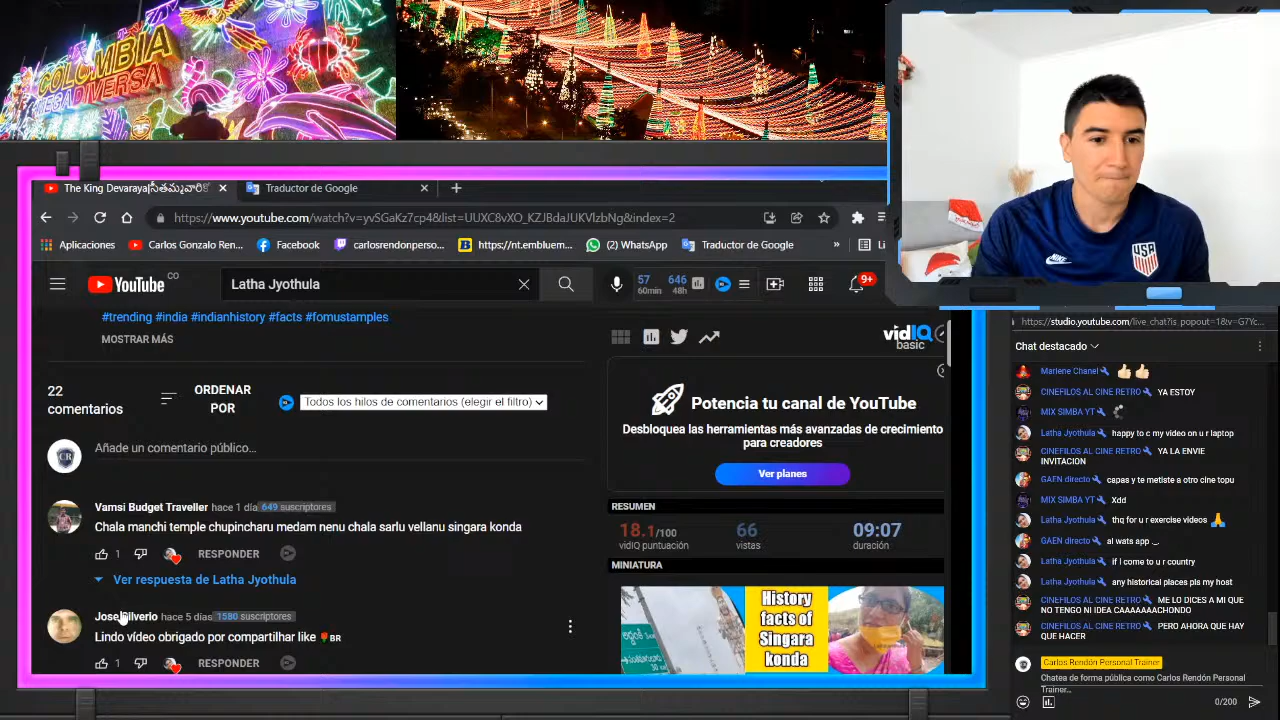 COLOMBIA
MEGADIVERSA
The King Devaraya|సీతమ్మవారికో
Traductor de Google
https://www.youtube.com/watch?v=yvSGaKz7cp4&list=UUXC8vXO_KZJBdaJUKVlzbNg&index=2
Aplicaciones
Carlos Gonzalo Ren...
Facebook
carlosrendonperso...
https://nt.embluem...
(2) WhatsApp
Traductor de Google
»
Li
YouTube CO
Latha Jyothula
57
60min
646
48h
9+
#trending #india #indianhistory #facts #fomustamples
MOSTRAR MÁS
22
comentarios
ORDENAR
POR
Todos los hilos de comentarios (elegir el filtro)
Añade un comentario público...
Vamsi Budget Traveller hace 1 día 649 suscriptores
Chala manchi temple chupincharu medam nenu chala sarlu vellanu singara konda
1 RESPONDER
Ver respuesta de Latha Jyothula
Jose Silverio hace 5 días 1580 suscriptores
Lindo vídeo obrigado por compartilhar like 🌹BR
1 RESPONDER
vidIQ
basic
Potencia tu canal de YouTube
Desbloquea las herramientas más avanzadas de crecimiento
para creadores
Ver planes
RESUMEN
18.1/100
vidIQ puntuación
66
vistas
09:07
duración
MINIATURA
History
facts of
Singara
konda
USA
https://studio.youtube.com/live_chat?is_popout=1&v=G7Yc...
Chat destacado
Marlene Chanel 👍🏻👍🏻
CINEFILOS AL CINE RETRO YA ESTOY
MIX SIMBA YT
Latha Jyothula happy to c my video on u r laptop
CINEFILOS AL CINE RETRO YA LA ENVIE
INVITACION
GAEN directo capas y te metiste a otro cine topu
MIX SIMBA YT Xdd
Latha Jyothula thq for u r exercise videos 🙏
GAEN directo al wats app ._.
Latha Jyothula if I come to u r country
Latha Jyothula any historical places pls my host
CINEFILOS AL CINE RETRO ME LO DICES A MI QUE
NO TENGO NI IDEA CAAAAAAACHONDO
CINEFILOS AL CINE RETRO PERO AHORA QUE HAY
QUE HACER
Carlos Rendón Personal Trainer
Chatea de forma pública como Carlos Rendón Personal
Trainer...
0/200